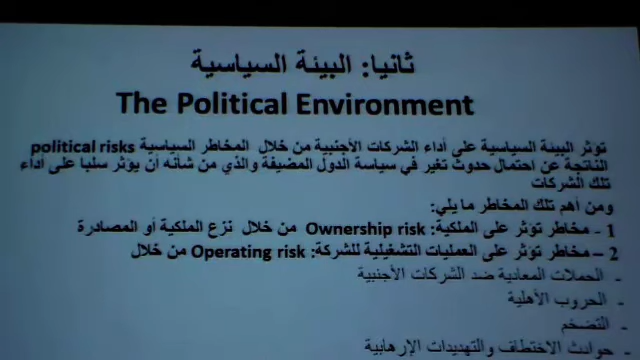 ثانيا: البيئة السياسية
The Political Environment
تؤثر البيئة السياسية على أداء الشركات الأجنبية من خلال المخاطر السياسية political risks
الناتجة عن احتمال حدوث تغير في سياسة الدول المضيفة والذي من شأنه أن يؤثر سلبا على أداء
تلك الشركات
ومن أهم تلك المخاطر ما يلي:
1 - مخاطر تؤثر على الملكية: Ownership risk من خلال نزع الملكية أو المصادرة
2 – مخاطر تؤثر على العمليات التشغيلية للشركة: Operating risk من خلال
- الحملات المعادية ضد الشركات الأجنبية
- الحروب الأهلية
- التضخم
- حوادث الاختطاف والتهديدات الإرهابية